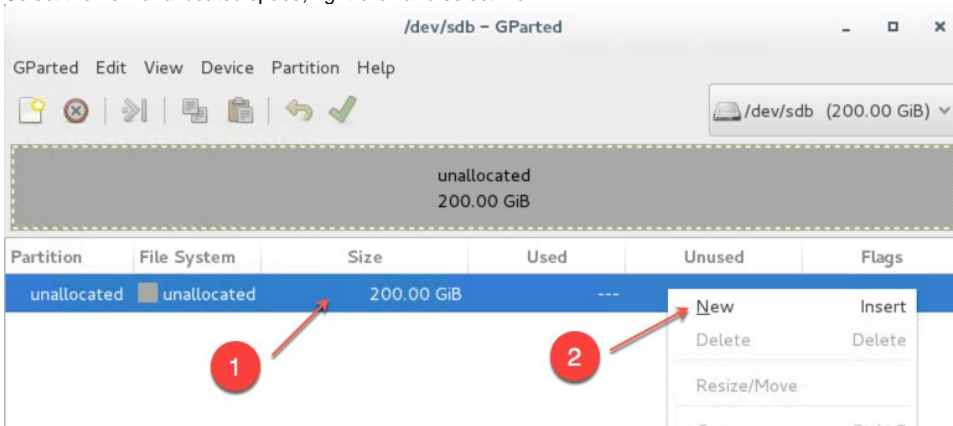 /dev/sdb – GParted
GParted Edit View Device Partition Help
/dev/sdb (200.00 GiB)
unallocated
200.00 GiB
Partition File System Size Used Unused Flags
unallocated unallocated 200.00 GiB ---
New Insert
1
2
Delete Delete
Resize/Move